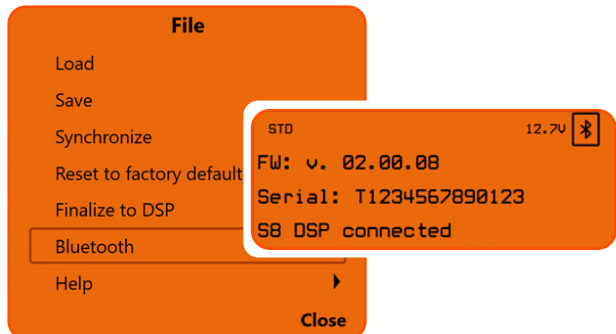 File
Load
Save
Synchronize
Reset to factory default
Finalize to DSP
Bluetooth
Help
Close
STD 12.7V
FW: v. 02.00.08
Serial: T1234567890123
S8 DSP connected